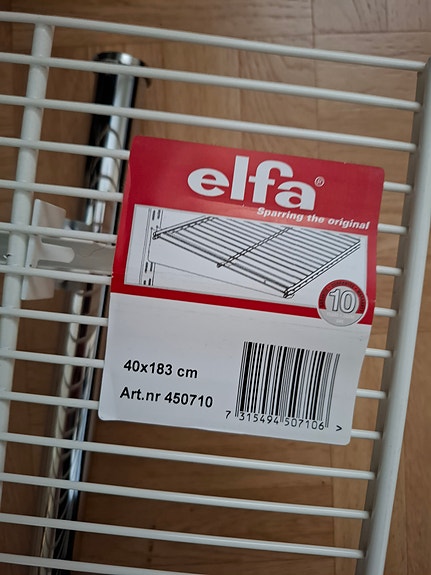 elfa®
Sparring the original
10
40x183 cm
Art.nr 450710
7 315494 507106 >